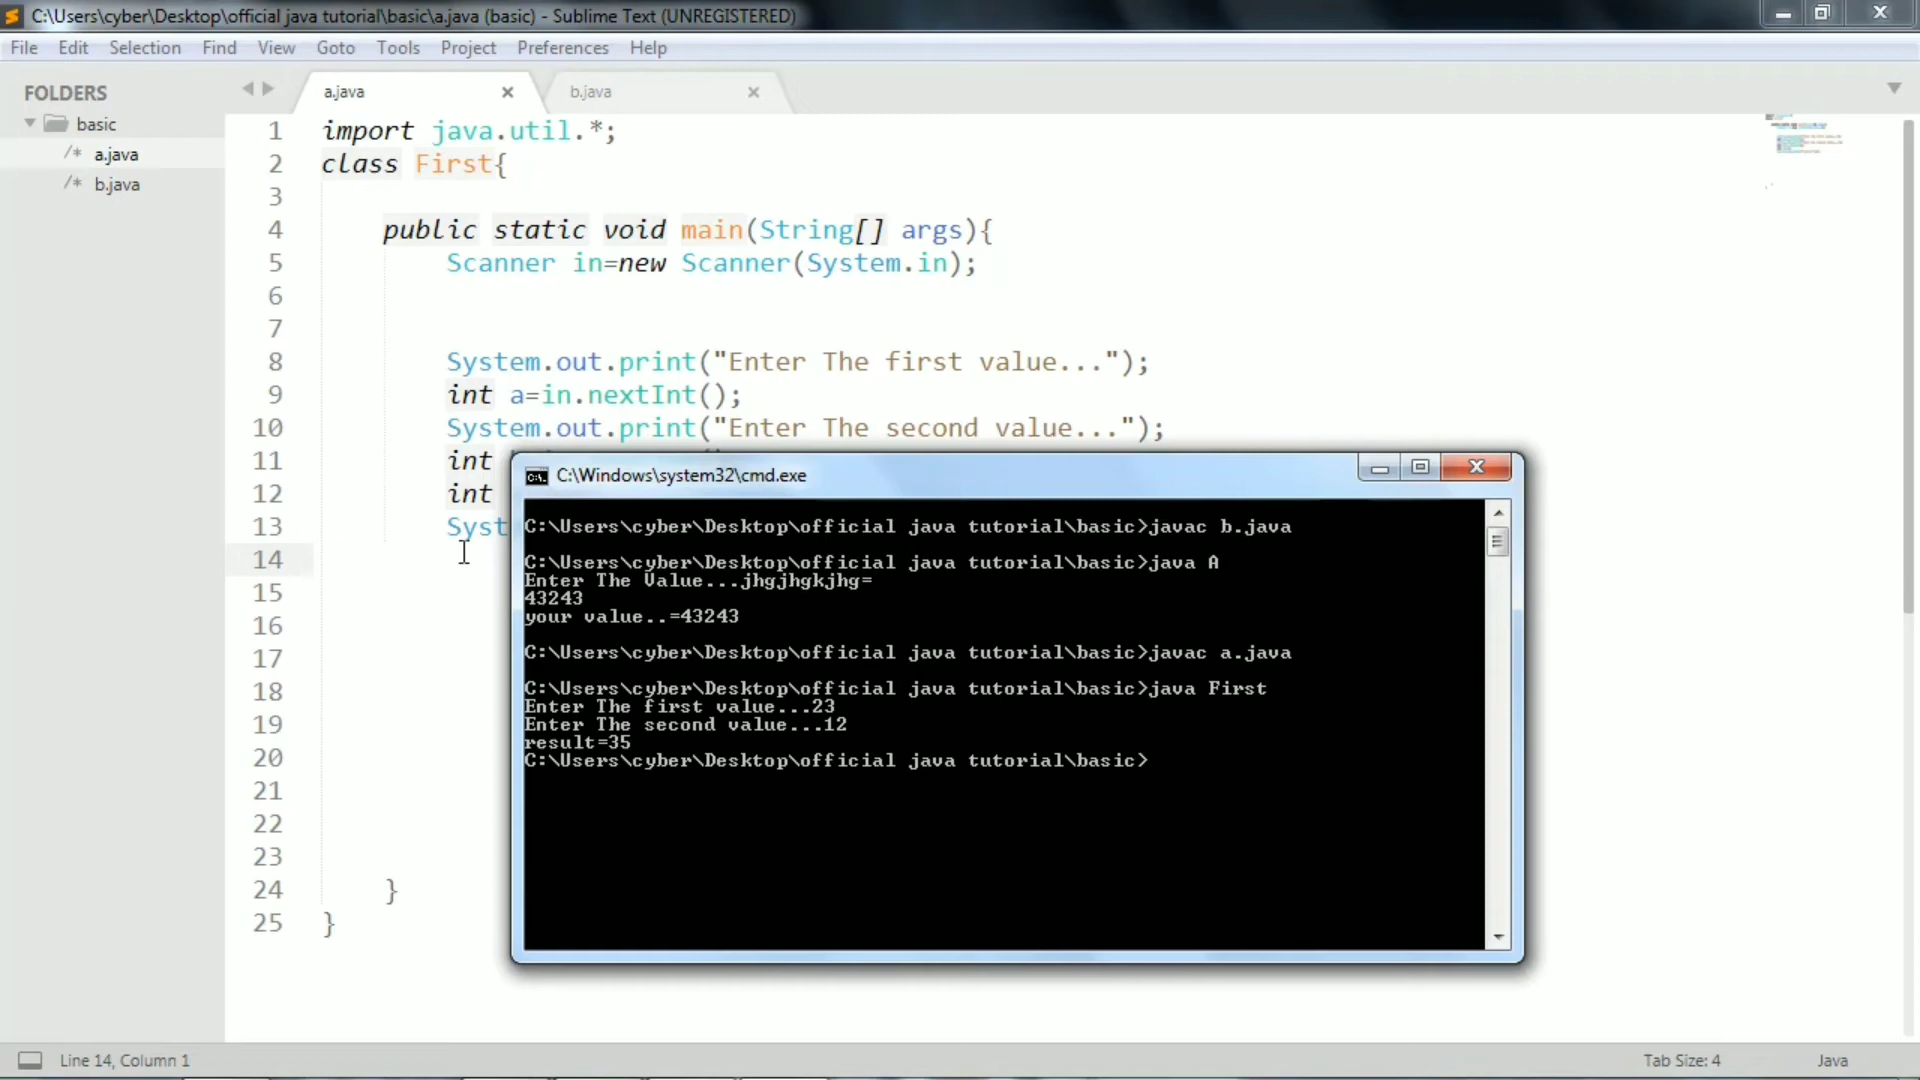 C:\Users\cyber\Desktop\official java tutorial\basic\a.java (basic) - Sublime Text (UNREGISTERED)
File Edit Selection Find View Goto Tools Project Preferences Help
FOLDERS
basic
/* a.java
/* b.java
a.java
b.java
1 import java.util.*;
2 class First{
3
4 public static void main(String[] args){
5 Scanner in=new Scanner(System.in);
6
7
8 System.out.print("Enter The first value...");
9 int a=in.nextInt();
10 System.out.print("Enter The second value...");
11 int
12 int
13 Syst
14
15
16
17
18
19
20
21
22
23
24 }
25 }
C:\Windows\system32\cmd.exe
C:\Users\cyber\Desktop\official java tutorial\basic>javac b.java
C:\Users\cyber\Desktop\official java tutorial\basic>java A
Enter The Value...jhgjhgkjhg=
43243
your value..=43243
C:\Users\cyber\Desktop\official java tutorial\basic>javac a.java
C:\Users\cyber\Desktop\official java tutorial\basic>java First
Enter The first value...23
Enter The second value...12
result=35
C:\Users\cyber\Desktop\official java tutorial\basic>
Line 14, Column 1
Tab Size: 4
Java